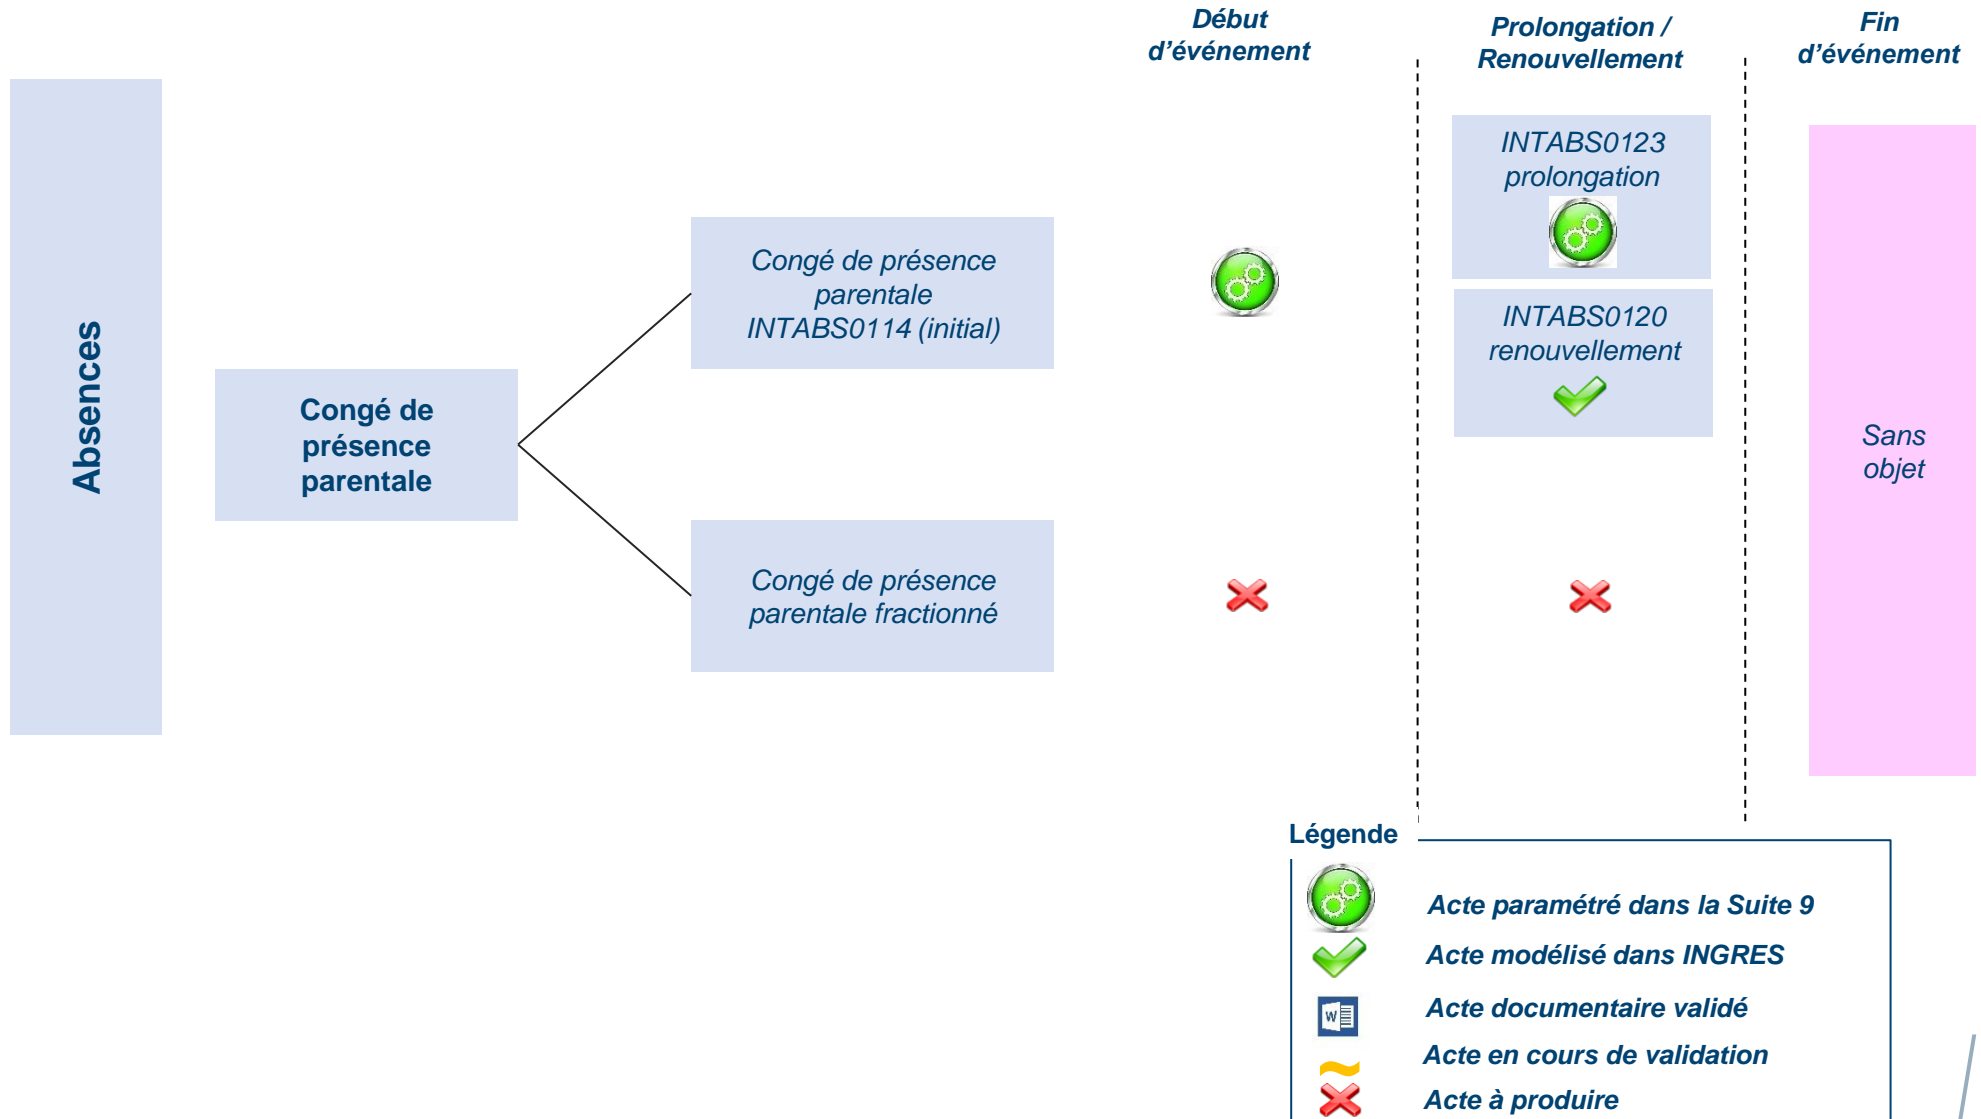 Début
d’événement
Prolongation /
Renouvellement
Fin
d’événement
Absences
Congé de
présence
parentale
Congé de présence
parentale
INTABS0114 (initial)
INTABS0123
prolongation
INTABS0120
renouvellement
Sans
objet
Congé de présence
parentale fractionné
Légende
Acte paramétré dans la Suite 9
Acte modélisé dans INGRES
W
Acte documentaire validé
~
Acte en cours de validation
Acte à produire